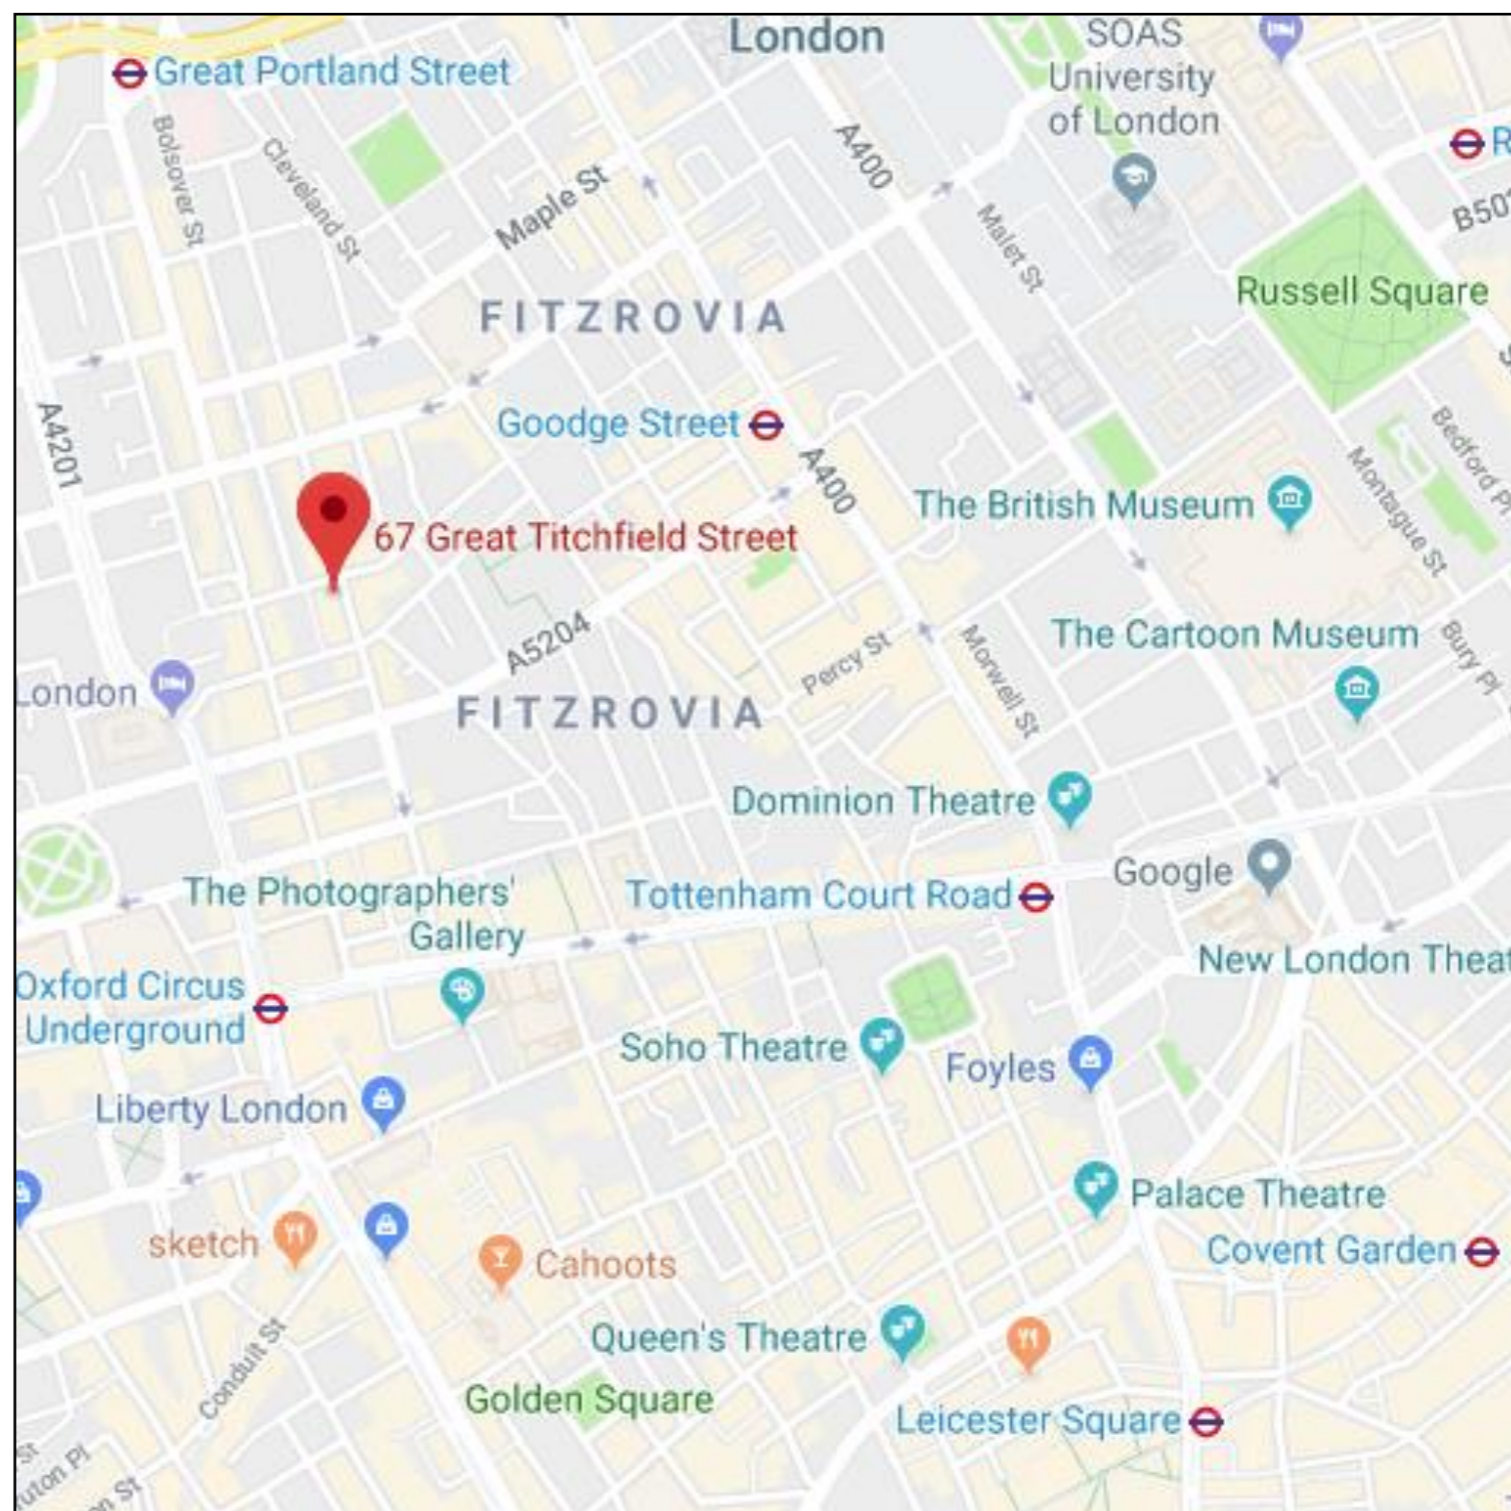 London
SOAS
University
of London
Great Portland Street
Bolsover St
Cleveland St
Maple St
A400
Malet St
Russell Square
FITZROVIA
A4201
Goodge Street
A400
The British Museum
Montague St
Bedford Pl
67 Great Titchfield Street
A5204
Percy St
Morwell St
The Cartoon Museum
Bury Pl
London
FITZROVIA
Dominion Theatre
The Photographers'
Gallery
Tottenham Court Road
Google
New London Theat
Oxford Circus
Underground
Soho Theatre
Foyles
Liberty London
Palace Theatre
sketch
Cahoots
Covent Garden
Conduit St
Queen's Theatre
Golden Square
Leicester Square